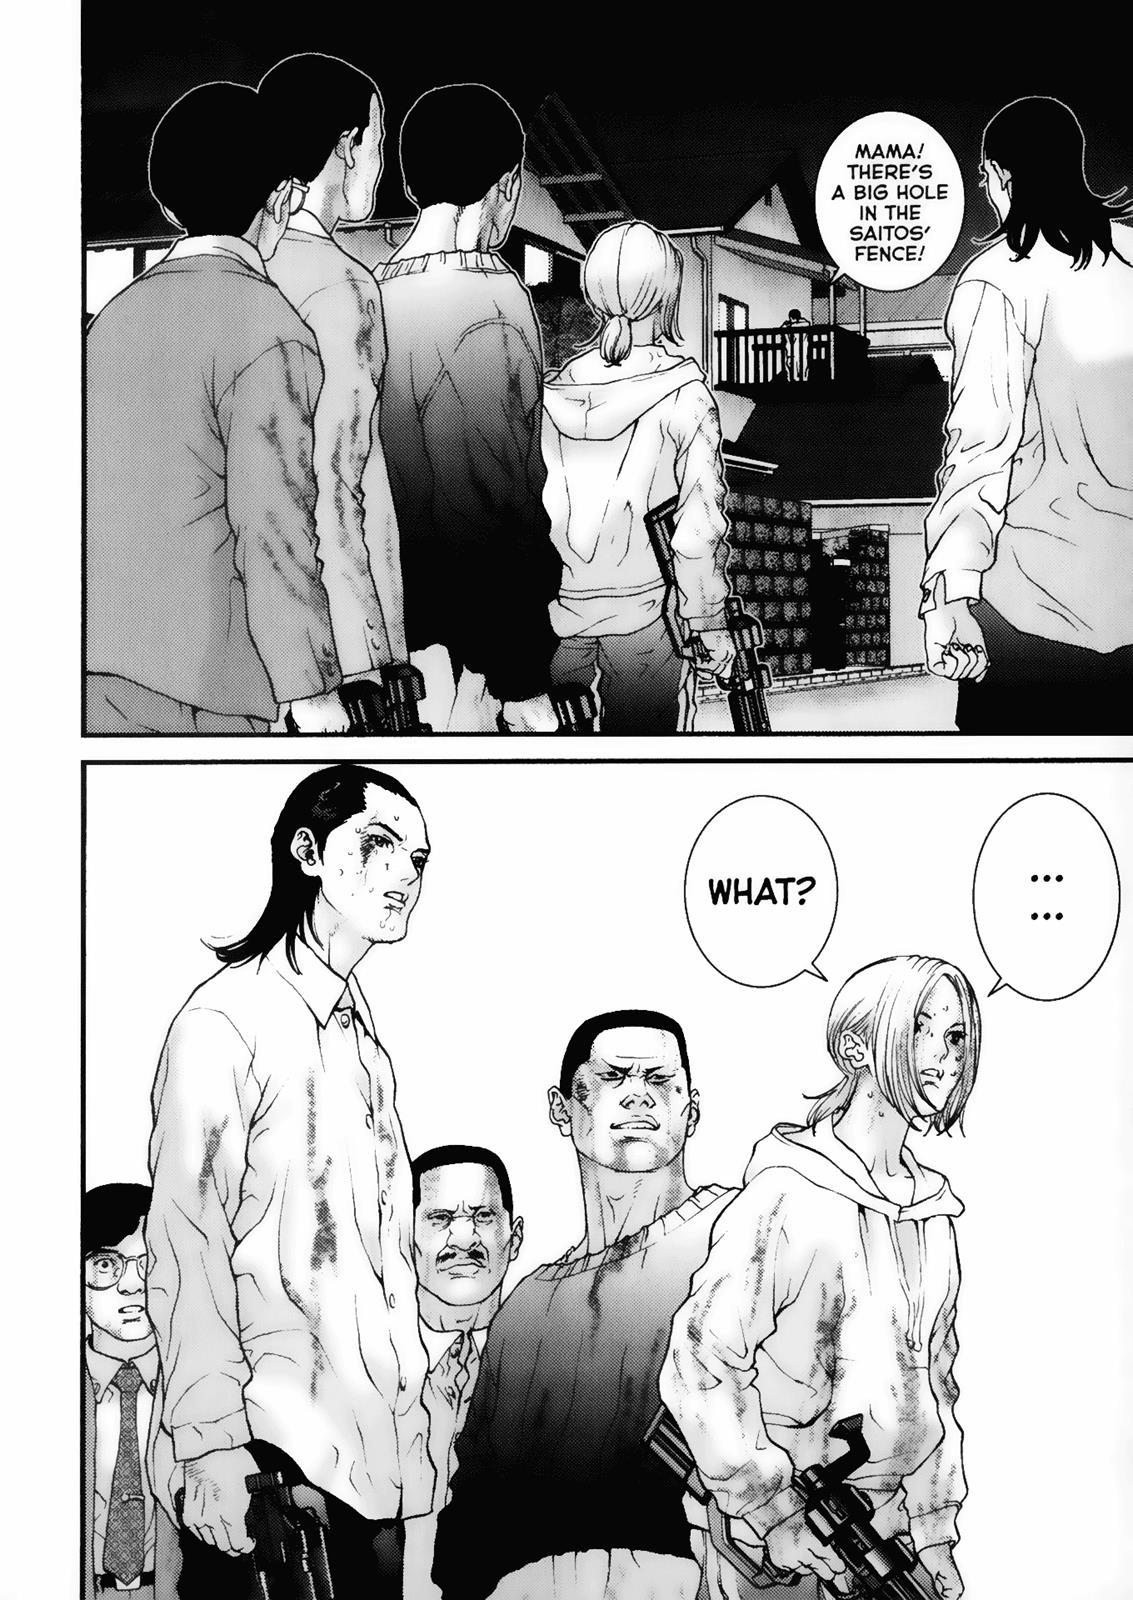 MAMA!
THERE'S
A BIG HOLE
IN THE
SAITOS'
FENCE!
...
...
WHAT?